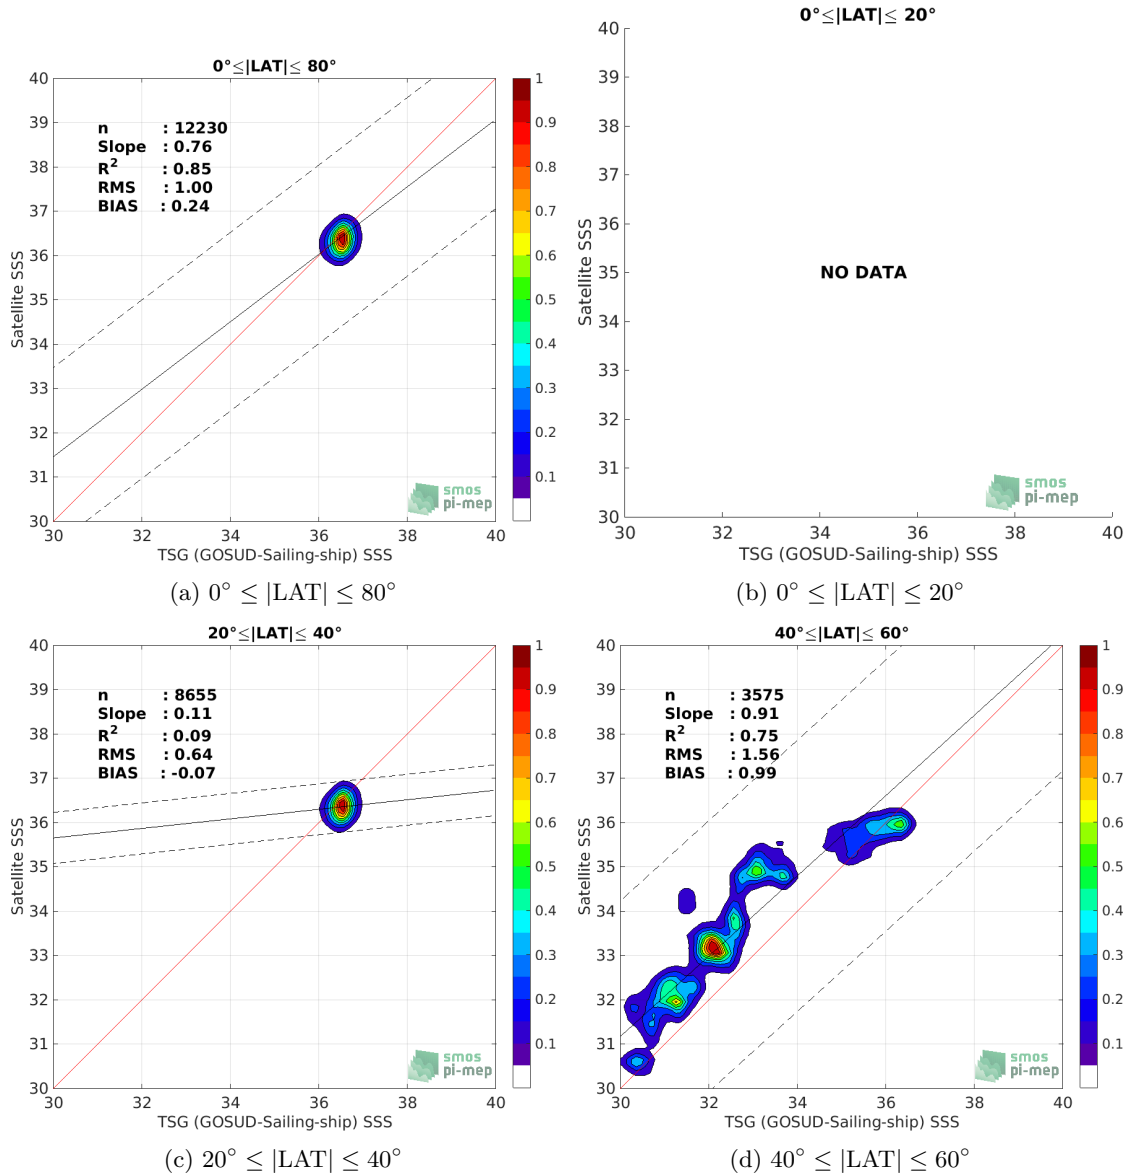 0°≤|LAT|≤ 80°
40
39
38
37
36
35
34
33
32
31
30
Satellite SSS
n : 12230
Slope : 0.76
R² : 0.85
RMS : 1.00
BIAS : 0.24
smos
pi-mep
30 32 34 36 38 40
TSG (GOSUD-Sailing-ship) SSS
1
0.9
0.8
0.7
0.6
0.5
0.4
0.3
0.2
0.1
(a) 0° ≤ |LAT| ≤ 80°
0°≤|LAT|≤ 20°
40
39
38
37
36
35
34
33
32
31
30
Satellite SSS
NO DATA
smos
pi-mep
30 32 34 36 38 40
TSG (GOSUD-Sailing-ship) SSS
(b) 0° ≤ |LAT| ≤ 20°
20°≤|LAT|≤ 40°
40
39
38
37
36
35
34
33
32
31
30
Satellite SSS
n : 8655
Slope : 0.11
R² : 0.09
RMS : 0.64
BIAS : -0.07
smos
pi-mep
30 32 34 36 38 40
TSG (GOSUD-Sailing-ship) SSS
1
0.9
0.8
0.7
0.6
0.5
0.4
0.3
0.2
0.1
(c) 20° ≤ |LAT| ≤ 40°
40°≤|LAT|≤ 60°
40
39
38
37
36
35
34
33
32
31
30
Satellite SSS
n : 3575
Slope : 0.91
R² : 0.75
RMS : 1.56
BIAS : 0.99
smos
pi-mep
30 32 34 36 38 40
TSG (GOSUD-Sailing-ship) SSS
1
0.9
0.8
0.7
0.6
0.5
0.4
0.3
0.2
0.1
(d) 40° ≤ |LAT| ≤ 60°